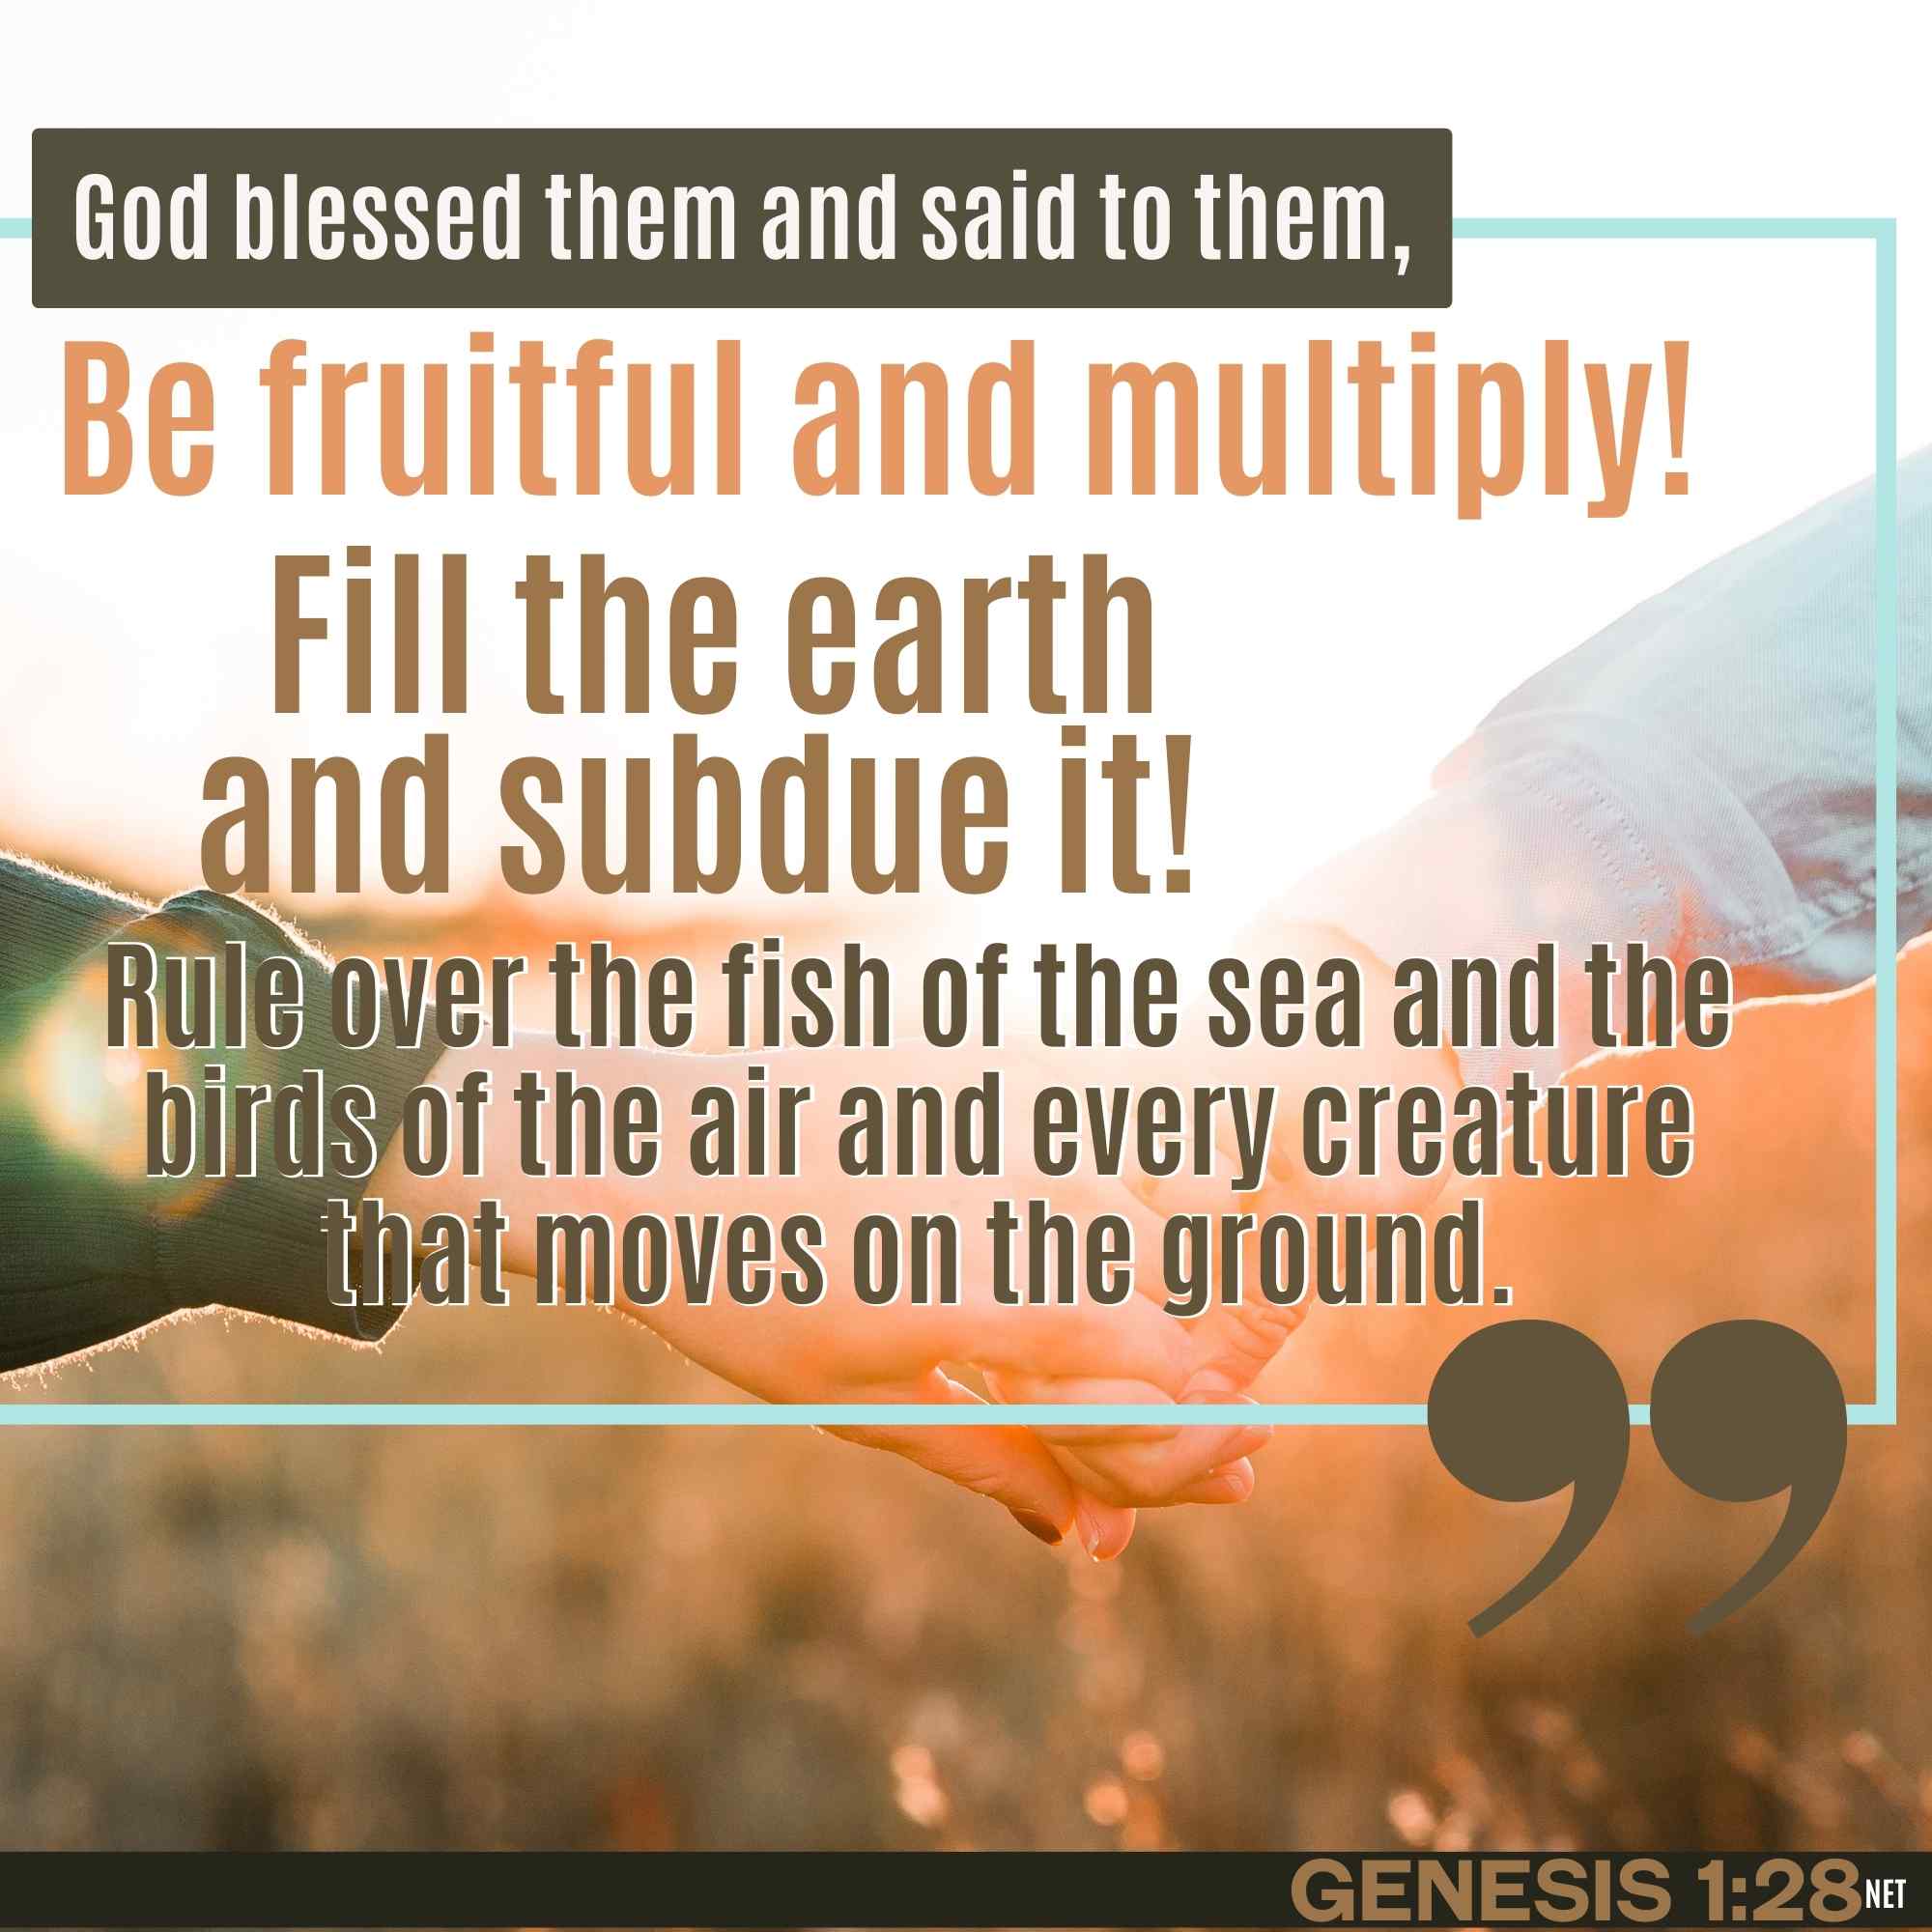 God blessed them and said to them,
Be fruitful and multiply!
Fill the earth
and subdue it!
Rule over the fish of the sea and the
birds of the air and every creature
that moves on the ground.
”
GENESIS 1:28 NET